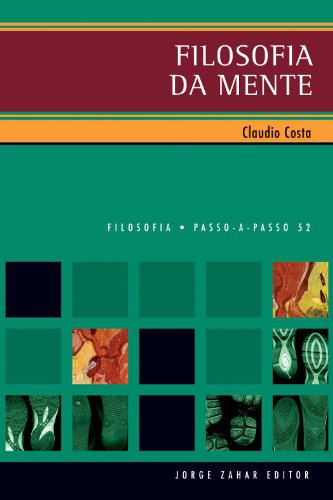 FILOSOFIA
DA MENTE
Claudio Costa
FILOSOFIA • PASSO-A-PASSO 52
JORGE ZAHAR EDITOR